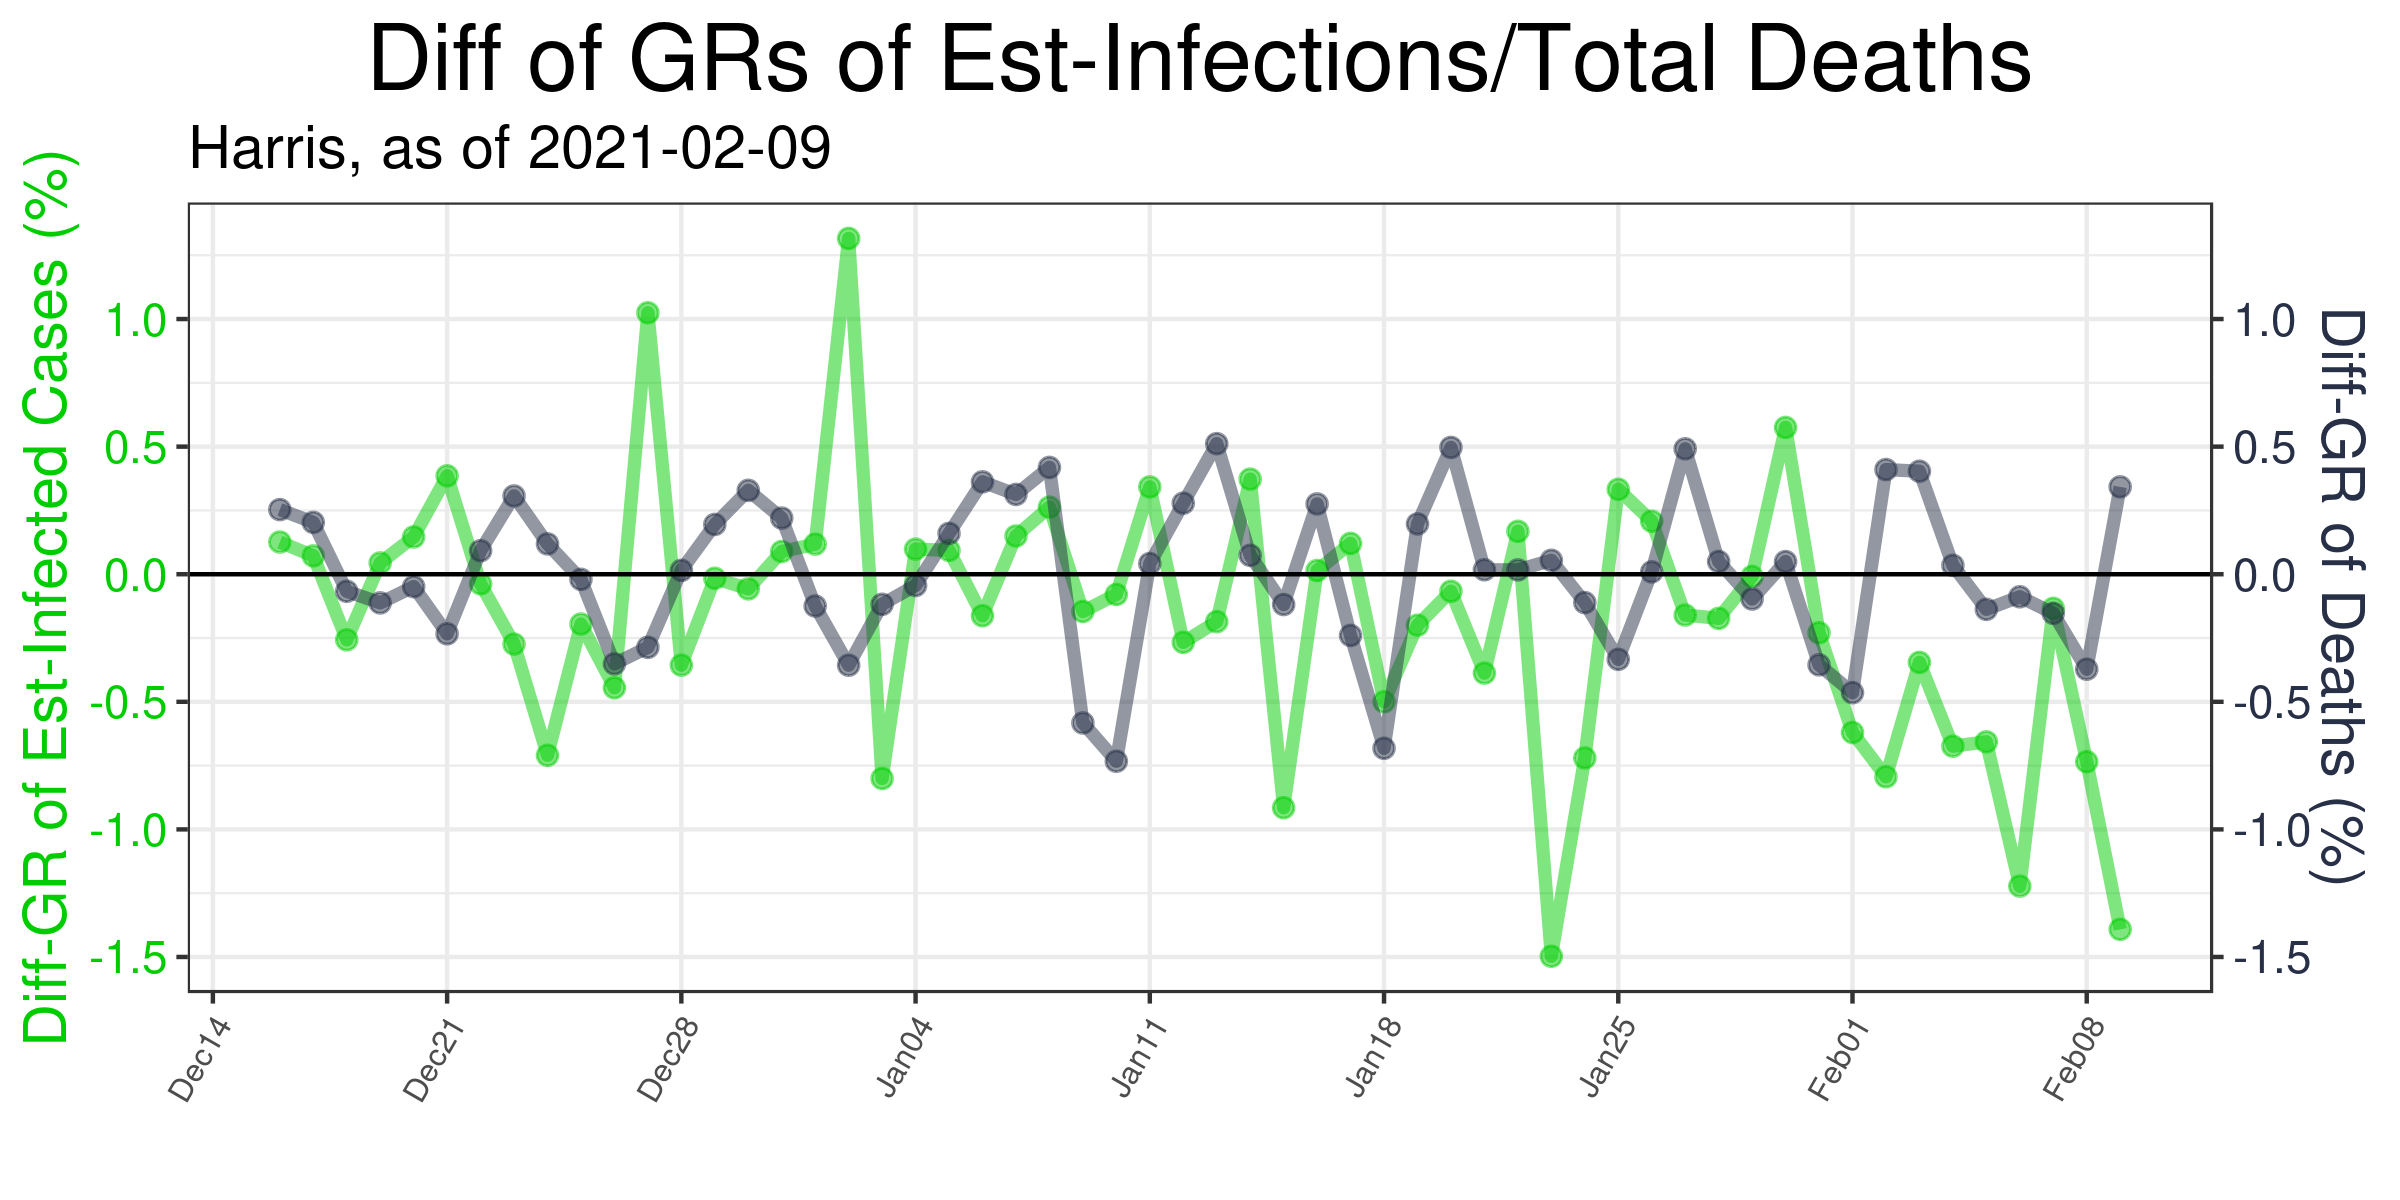 Diff of GRs of Est-Infections/Total Deaths
Harris, as of 2021-02-09
Diff-GR of Est-Infected Cases (%)
1.0
0.5
0.0
-0.5
-1.0
-1.5
1.0
0.5
0.0
-0.5
-1.0
-1.5
Diff-GR of Deaths (%)
Dec14
Dec21
Dec28
Jan04
Jan11
Jan18
Jan25
Feb01
Feb08